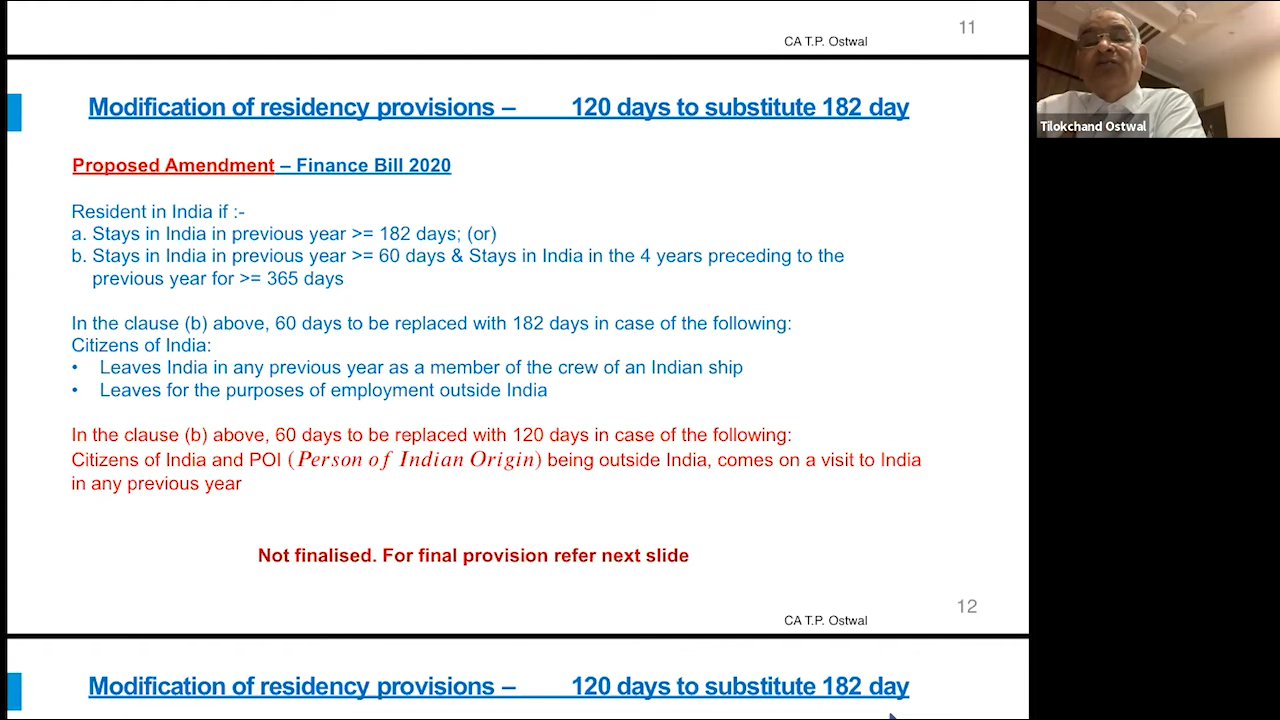 11
CA T.P. Ostwal
Modification of residency provisions – 120 days to substitute 182 day
Proposed Amendment – Finance Bill 2020
Resident in India if :-
a. Stays in India in previous year >= 182 days; (or)
b. Stays in India in previous year >= 60 days & Stays in India in the 4 years preceding to the
previous year for >= 365 days
In the clause (b) above, 60 days to be replaced with 182 days in case of the following:
Citizens of India:
• Leaves India in any previous year as a member of the crew of an Indian ship
• Leaves for the purposes of employment outside India
In the clause (b) above, 60 days to be replaced with 120 days in case of the following:
Citizens of India and POI (Person of Indian Origin) being outside India, comes on a visit to India
in any previous year
Not finalised. For final provision refer next slide
12
CA T.P. Ostwal
Modification of residency provisions – 120 days to substitute 182 day
Tilokchand Ostwal